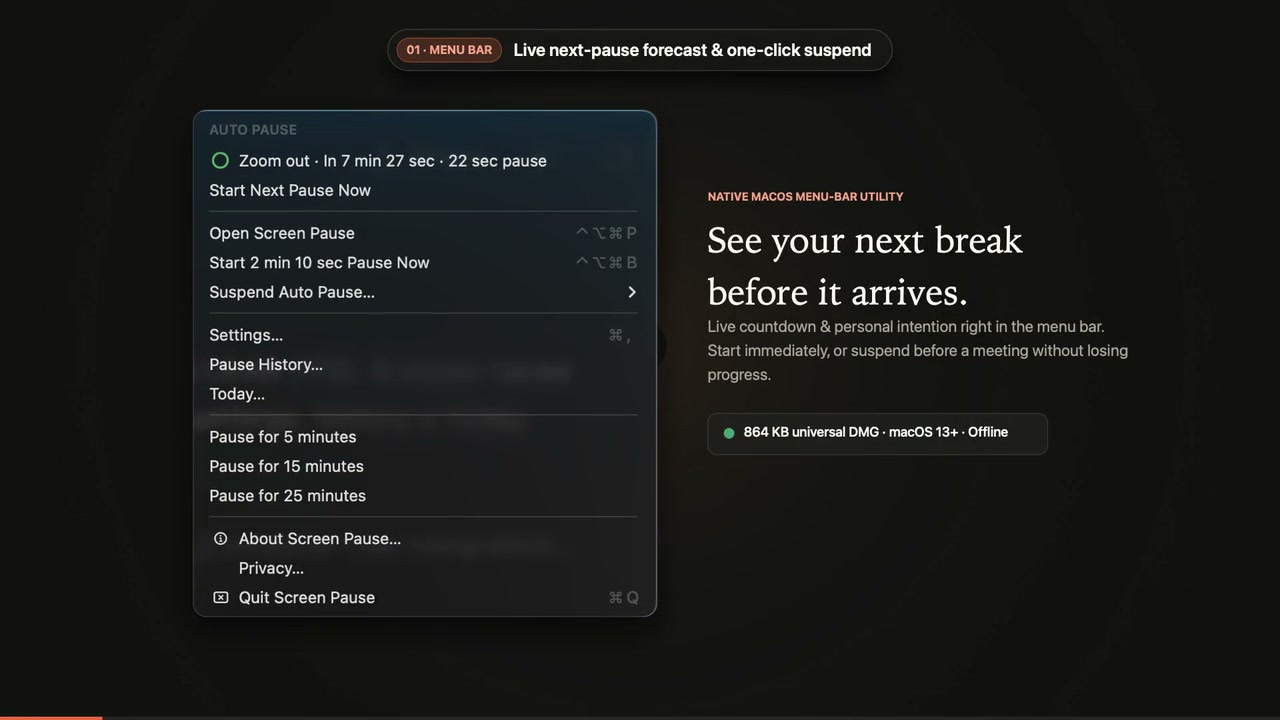 01 · MENU BAR Live next-pause forecast & one-click suspend
AUTO PAUSE
Zoom out · In 7 min 27 sec · 22 sec pause
Start Next Pause Now
Open Screen Pause ^⌥⌘P
Start 2 min 10 sec Pause Now ^⌥⌘B
Suspend Auto Pause...
Settings... ⌘,
Pause History...
Today...
Pause for 5 minutes
Pause for 15 minutes
Pause for 25 minutes
About Screen Pause...
Privacy...
Quit Screen Pause ⌘Q
NATIVE MACOS MENU-BAR UTILITY
See your next break
before it arrives.
Live countdown & personal intention right in the menu bar.
Start immediately, or suspend before a meeting without losing
progress.
864 KB universal DMG · macOS 13+ · Offline